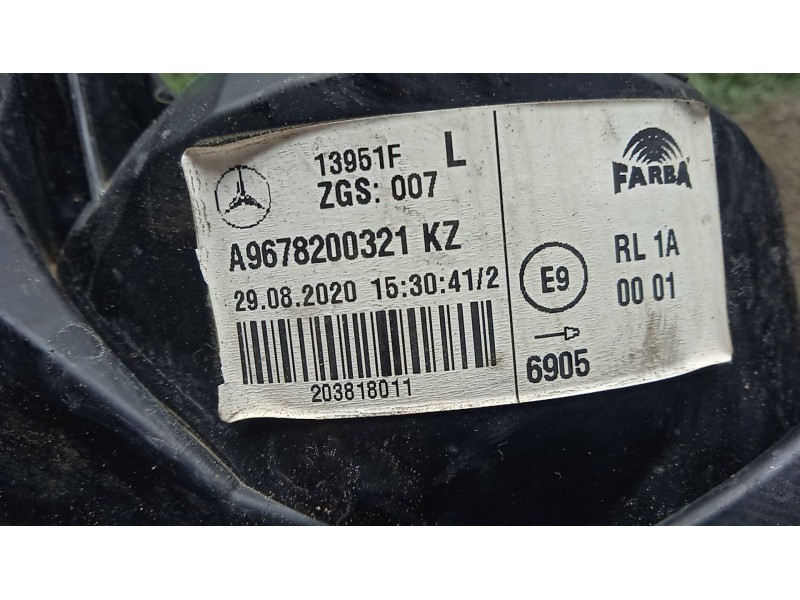 13951F L
ZGS: 007
A9678200321 KZ
29.08.2020 15:30:41/2
203818011
FARBA
E9
RL 1A
00 01
6905